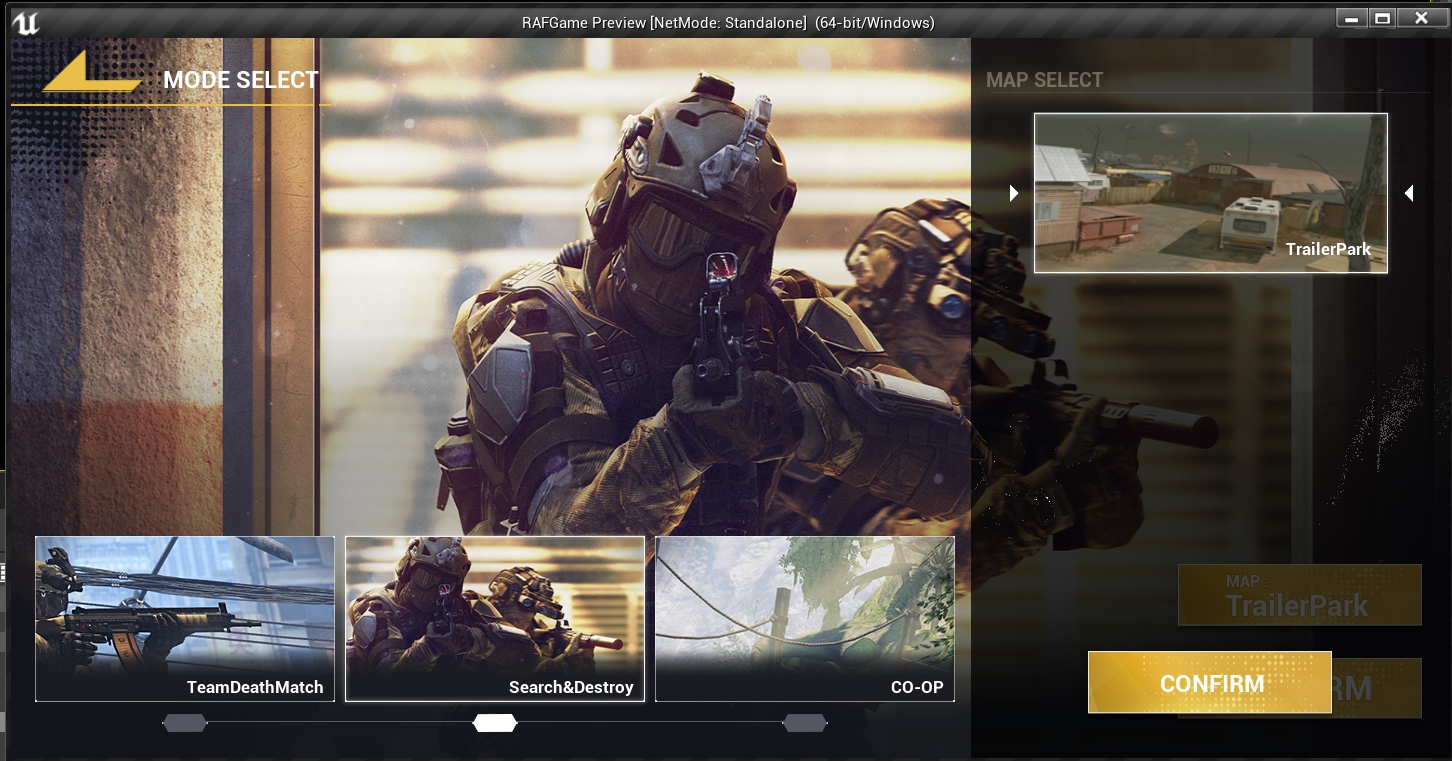 RAFGame Preview [NetMode: Standalone] (64-bit/Windows)
MODE SELECT
MAP SELECT
TrailerPark
MAP :
TrailerPark
CONFIRM
RM
TeamDeathMatch
Search&Destroy
CO-OP